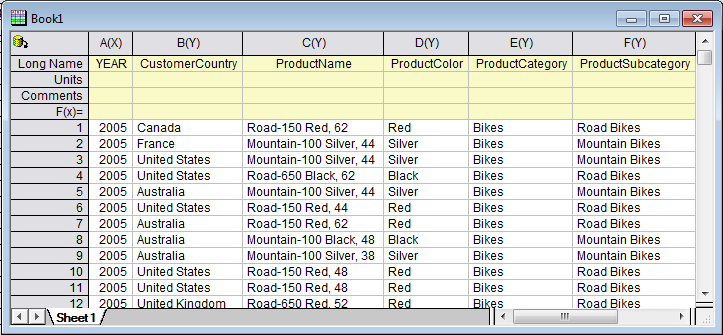 Book1
A(X) B(Y) C(Y) D(Y) E(Y) F(Y)
Long Name YEAR CustomerCountry ProductName ProductColor ProductCategory ProductSubcategory
Units
Comments
F(x)=
1 2005 Canada Road-150 Red, 62 Red Bikes Road Bikes
2 2005 France Mountain-100 Silver, 44 Silver Bikes Mountain Bikes
3 2005 United States Mountain-100 Silver, 44 Silver Bikes Mountain Bikes
4 2005 United States Road-650 Black, 62 Black Bikes Road Bikes
5 2005 Australia Mountain-100 Silver, 44 Silver Bikes Mountain Bikes
6 2005 United States Road-150 Red, 44 Red Bikes Road Bikes
7 2005 Australia Road-150 Red, 62 Red Bikes Road Bikes
8 2005 Australia Mountain-100 Black, 48 Black Bikes Mountain Bikes
9 2005 Australia Mountain-100 Silver, 38 Silver Bikes Mountain Bikes
10 2005 United States Road-150 Red, 48 Red Bikes Road Bikes
11 2005 United States Road-150 Red, 48 Red Bikes Road Bikes
12 2005 United Kingdom Road-650 Red, 52 Red Bikes Road Bikes
Sheet1